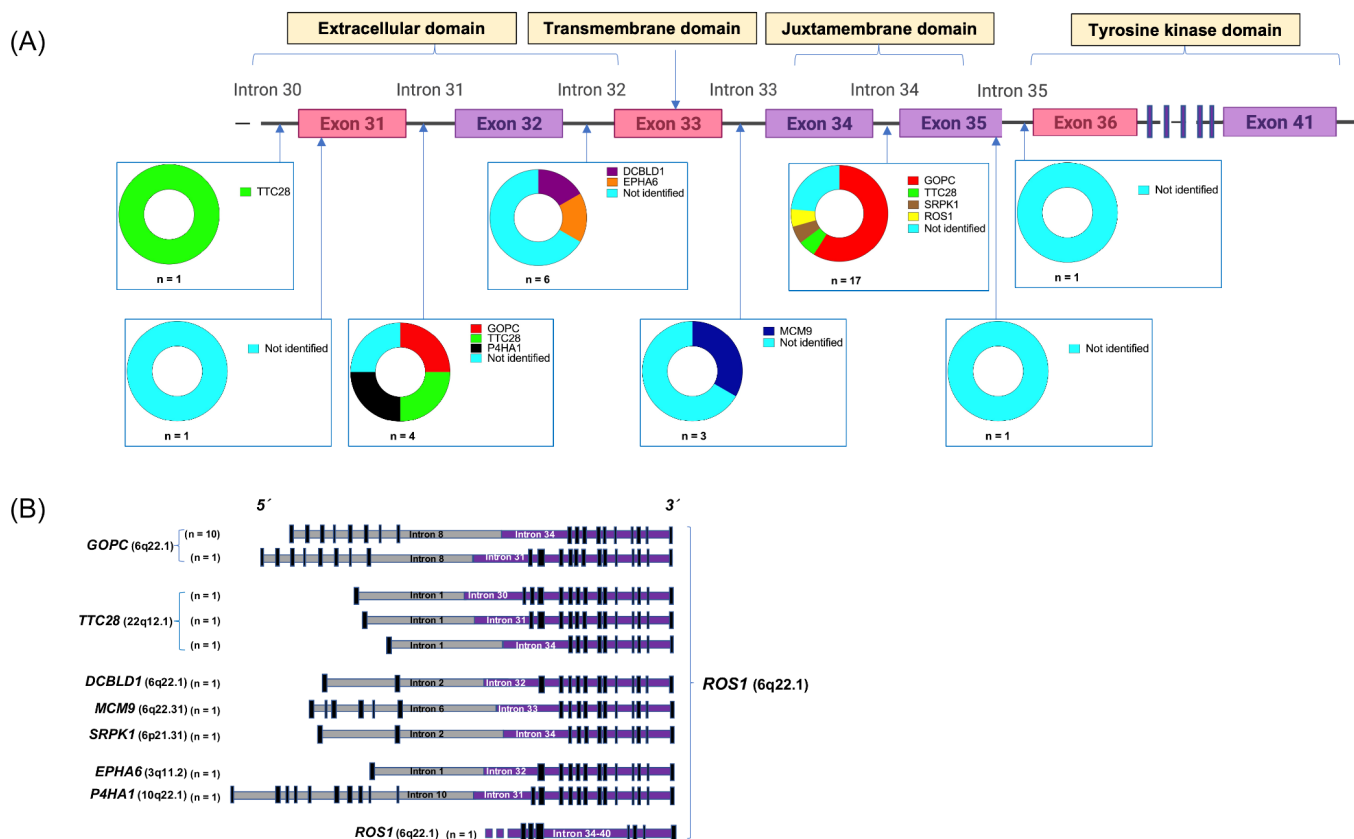 (A)
Extracellular domain
Transmembrane domain
Juxtamembrane domain
Tyrosine kinase domain
Intron 30
Intron 31
Intron 32
Intron 33
Intron 34
Intron 35
Exon 31
Exon 32
Exon 33
Exon 34
Exon 35
Exon 36
Exon 41
TTC28
n = 1
DCBLD1
EPHA6
Not identified
n = 6
GOPC
TTC28
SRPK1
ROS1
Not identified
n = 17
Not identified
n = 1
Not identified
n = 1
GOPC
TTC28
P4HA1
Not identified
n = 4
MCM9
Not identified
n = 3
Not identified
n = 1
(B)
5´ 3´
GOPC (6q22.1)
(n = 10) Intron 8 Intron 34
(n = 1) Intron 8 Intron 31
TTC28 (22q12.1)
(n = 1) Intron 1 Intron 30
(n = 1) Intron 1 Intron 31
(n = 1) Intron 1 Intron 34
DCBLD1 (6q22.1) (n = 1) Intron 2 Intron 32
MCM9 (6q22.31) (n = 1) Intron 6 Intron 33
SRPK1 (6p21.31) (n = 1) Intron 2 Intron 34
EPHA6 (3q11.2) (n = 1) Intron 1 Intron 32
P4HA1 (10q22.1) (n = 1) Intron 10 Intron 31
ROS1 (6q22.1) (n = 1) Intron 34-40
ROS1 (6q22.1)